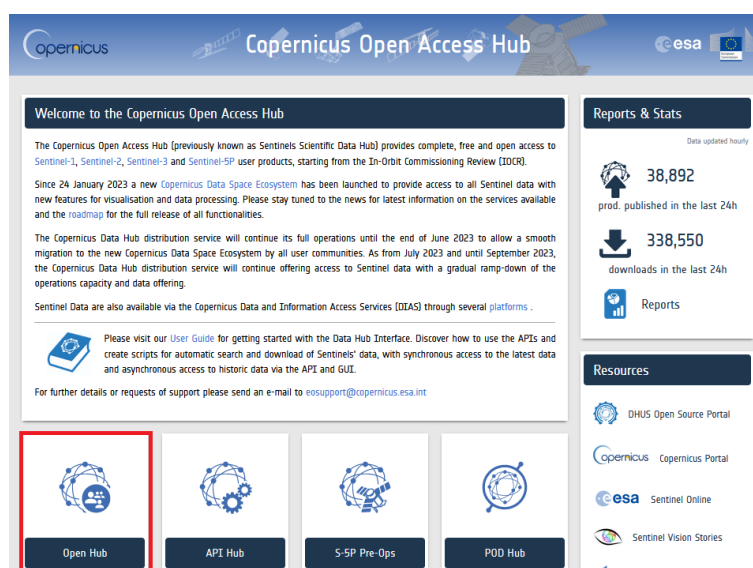 opernicus
Copernicus Open Access Hub
esa
Welcome to the Copernicus Open Access Hub
The Copernicus Open Access Hub (previously known as Sentinels Scientific Data Hub) provides complete, free and open access to
Sentinel-1, Sentinel-2, Sentinel-3 and Sentinel-5P user products, starting from the In-Orbit Commissioning Review (IOCR).
Since 24 January 2023 a new Copernicus Data Space Ecosystem has been launched to provide access to all Sentinel data with
new features for visualisation and data processing. Please stay tuned to the news for latest information on the services available
and the roadmap for the full release of all functionalities.
The Copernicus Data Hub distribution service will continue its full operations until the end of June 2023 to allow a smooth
migration to the new Copernicus Data Space Ecosystem by all user communities. As from July 2023 and until September 2023,
the Copernicus Data Hub distribution service will continue offering access to Sentinel data with a gradual ramp-down of the
operations capacity and data offering.
Sentinel Data are also available via the Copernicus Data and Information Access Services (DIAS) through several platforms .
Please visit our User Guide for getting started with the Data Hub Interface. Discover how to use the APIs and
create scripts for automatic search and download of Sentinels' data, with synchronous access to the latest data
and asynchronous access to historic data via the API and GUI.
For further details or requests of support please send an e-mail to eosupport@copernicus.esa.int
Reports & Stats
Data updated hourly
38,892
prod. published in the last 24h
338,550
downloads in the last 24h
Reports
Resources
DHUS Open Source Portal
opernicus Copernicus Portal
esa Sentinel Online
Sentinel Vision Stories
Open Hub
API Hub
S-5P Pre-Ops
POD Hub